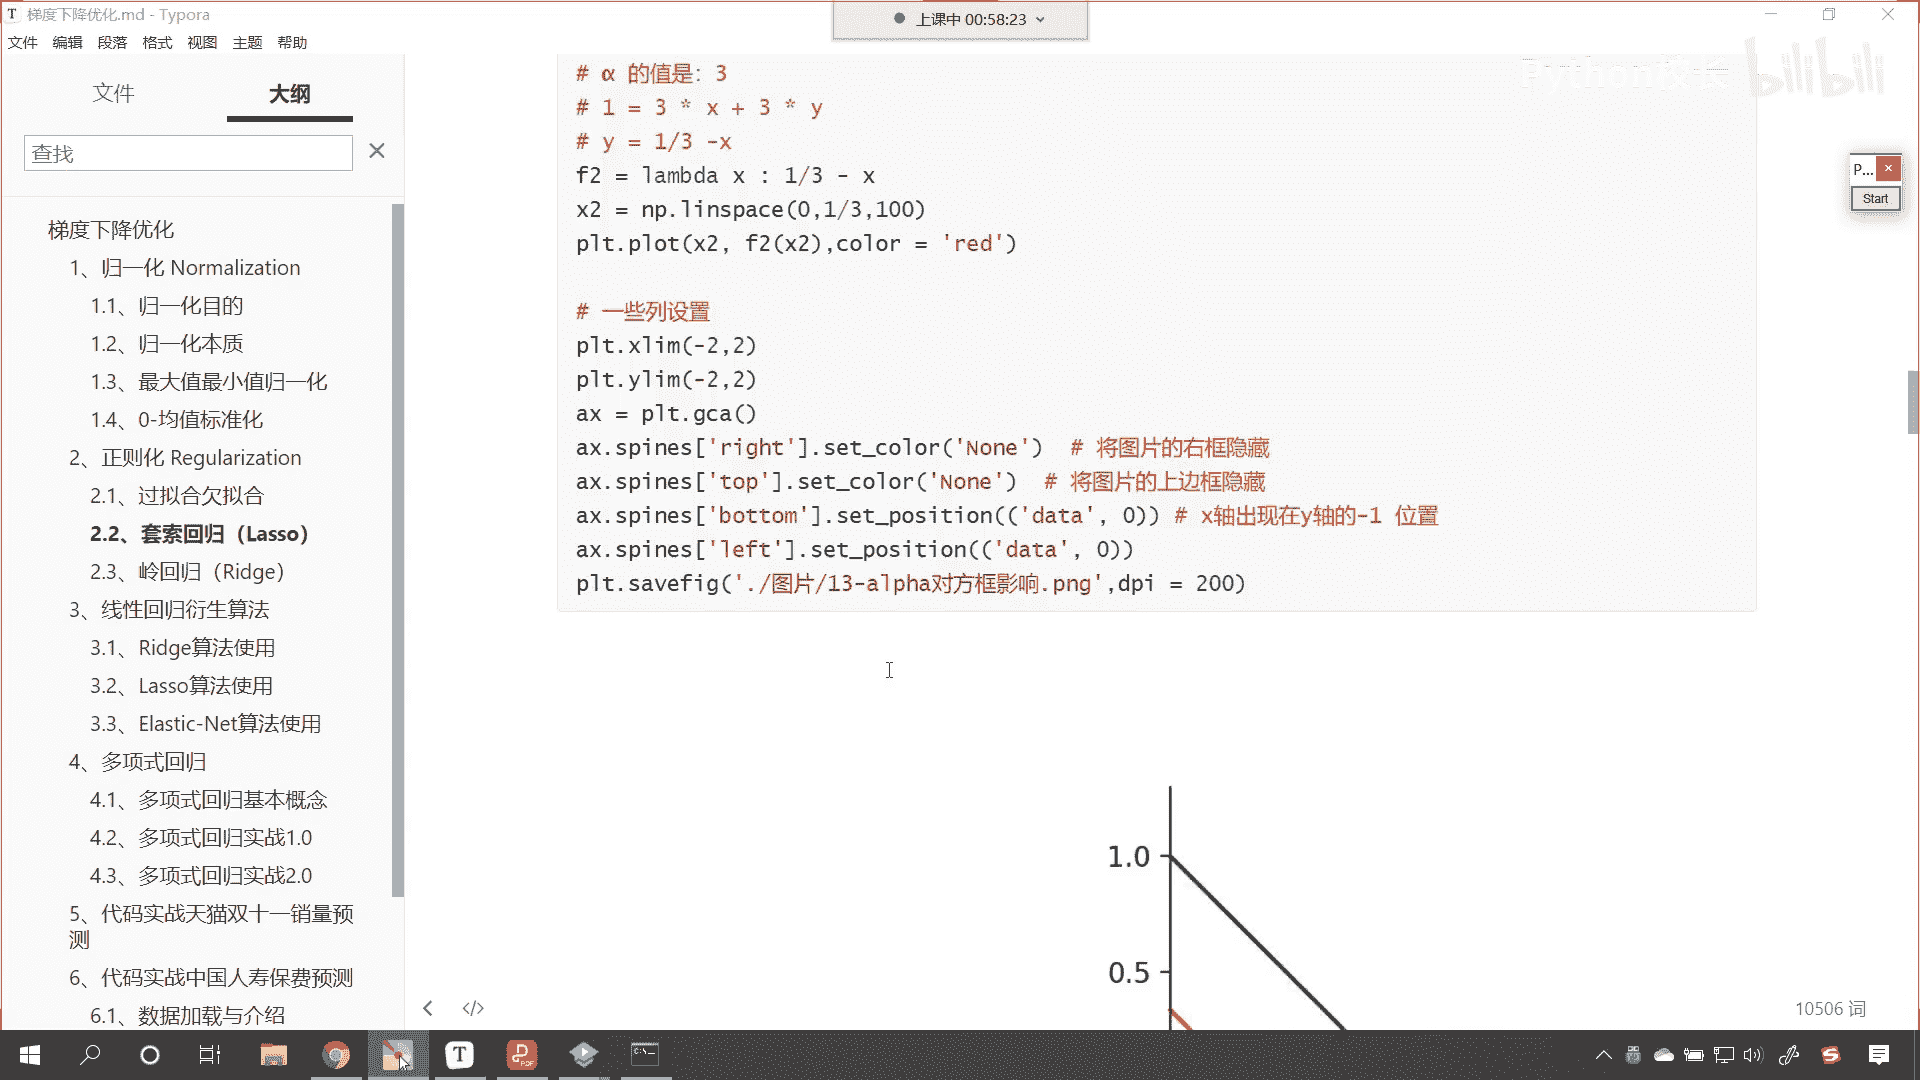 梯度下降优化.md - Typora
上课中 00:58:23
文件 编辑 段落 格式 视图 主题 帮助
bilibili
文件 大纲
查找
梯度下降优化
1、归一化 Normalization
1.1、归一化目的
1.2、归一化本质
1.3、最大值最小值归一化
1.4、0-均值标准化
2、正则化 Regularization
2.1、过拟合欠拟合
2.2、套索回归（Lasso）
2.3、岭回归（Ridge）
3、线性回归衍生算法
3.1、Ridge算法使用
3.2、Lasso算法使用
3.3、Elastic-Net算法使用
4、多项式回归
4.1、多项式回归基本概念
4.2、多项式回归实战1.0
4.3、多项式回归实战2.0
5、代码实战天猫双十一销量预
测
6、代码实战中国人寿保费预测
6.1、数据加载与介绍
# α 的值是: 3
# 1 = 3 * x + 3 * y
# y = 1/3 -x
f2 = lambda x : 1/3 - x
x2 = np.linspace(0,1/3,100)
plt.plot(x2, f2(x2),color = 'red')
# 一些列设置
plt.xlim(-2,2)
plt.ylim(-2,2)
ax = plt.gca()
ax.spines['right'].set_color('None') # 将图片的右框隐藏
ax.spines['top'].set_color('None') # 将图片的上边框隐藏
ax.spines['bottom'].set_position(('data', 0)) # x轴出现在y轴的-1 位置
ax.spines['left'].set_position(('data', 0))
plt.savefig('./图片/13-alpha对方框影响.png',dpi = 200)
1.0
0.5
P...
Start
</> 
10506 词